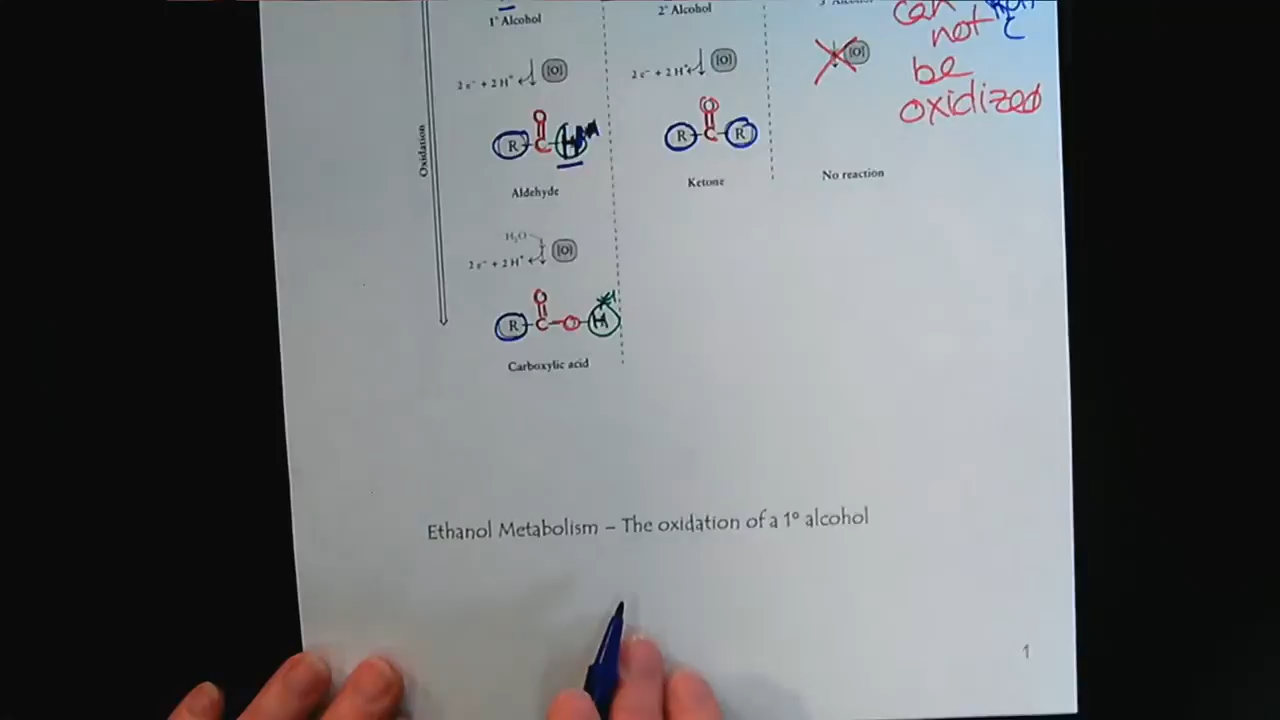 1° Alcohol
2° Alcohol
can
not
be
oxidized
2 e⁻ + 2 H⁺ [O]
2 e⁻ + 2 H⁺ [O]
[O]
Oxidation
O
R C H
Aldehyde
O
R C R
Ketone
No reaction
H₂O
2 e⁻ + 2 H⁺ [O]
O
R C O H
Carboxylic acid
Ethanol Metabolism – The oxidation of a 1° alcohol
1